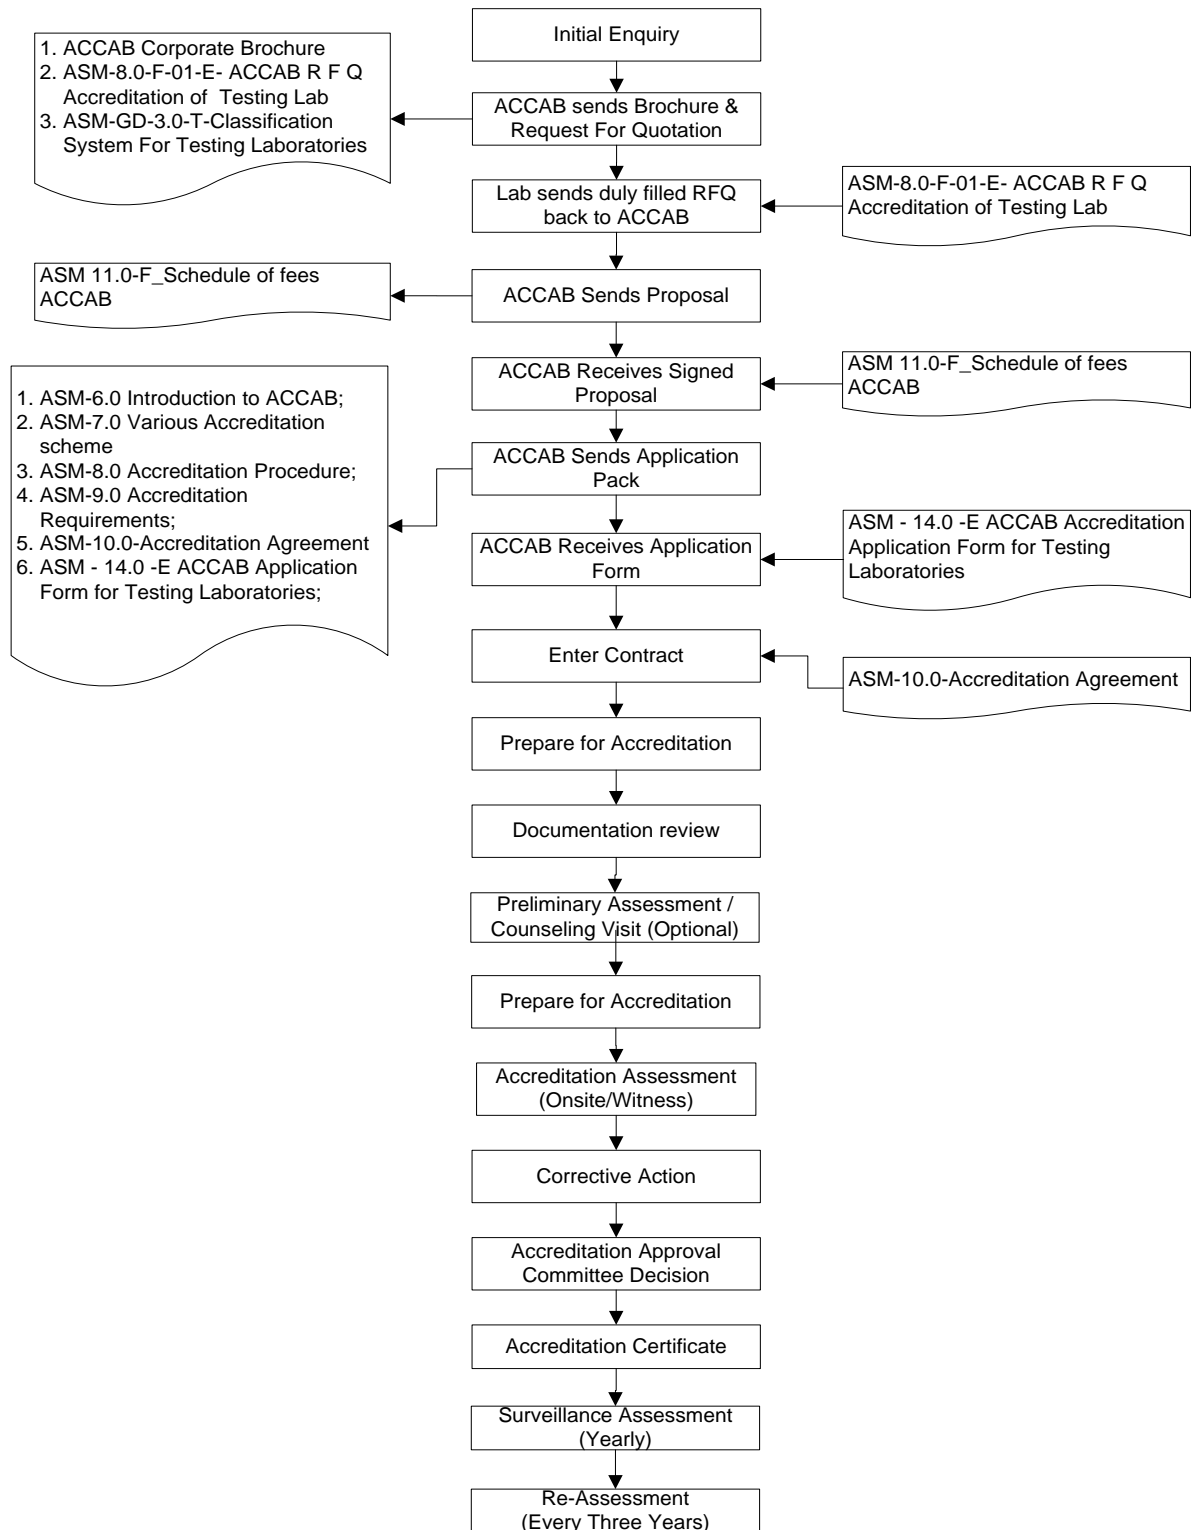 Initial Enquiry
1. ACCAB Corporate Brochure
2. ASM-8.0-F-01-E- ACCAB R F Q
Accreditation of Testing Lab
3. ASM-GD-3.0-T-Classification
System For Testing Laboratories
ACCAB sends Brochure &
Request For Quotation
Lab sends duly filled RFQ
back to ACCAB
ASM-8.0-F-01-E- ACCAB R F Q
Accreditation of Testing Lab
ASM 11.0-F_Schedule of fees
ACCAB
ACCAB Sends Proposal
ACCAB Receives Signed
Proposal
ASM 11.0-F_Schedule of fees
ACCAB
1. ASM-6.0 Introduction to ACCAB;
2. ASM-7.0 Various Accreditation
scheme
3. ASM-8.0 Accreditation Procedure;
4. ASM-9.0 Accreditation
Requirements;
5. ASM-10.0-Accreditation Agreement
6. ASM - 14.0 -E ACCAB Application
Form for Testing Laboratories;
ACCAB Sends Application
Pack
ACCAB Receives Application
Form
ASM - 14.0 -E ACCAB Accreditation
Application Form for Testing
Laboratories
Enter Contract
ASM-10.0-Accreditation Agreement
Prepare for Accreditation
Documentation review
Preliminary Assessment /
Counseling Visit (Optional)
Prepare for Accreditation
Accreditation Assessment
(Onsite/Witness)
Corrective Action
Accreditation Approval
Committee Decision
Accreditation Certificate
Surveillance Assessment
(Yearly)
Re-Assessment
(Every Three Years)